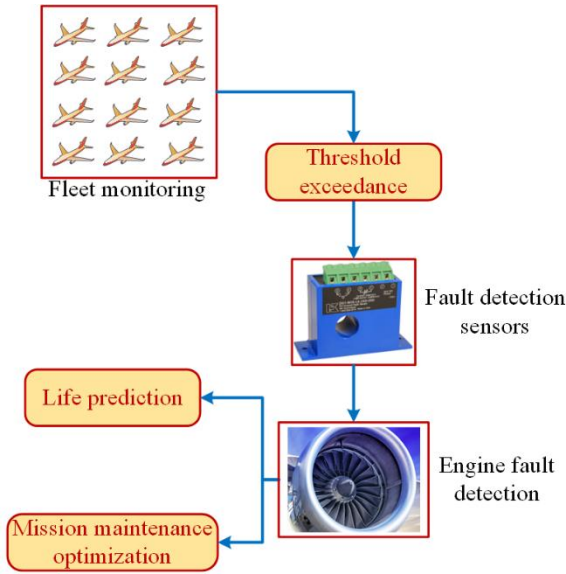 Fleet monitoring
Threshold
exceedance
Fault detection
sensors
Life prediction
Engine fault
detection
Mission maintenance
optimization